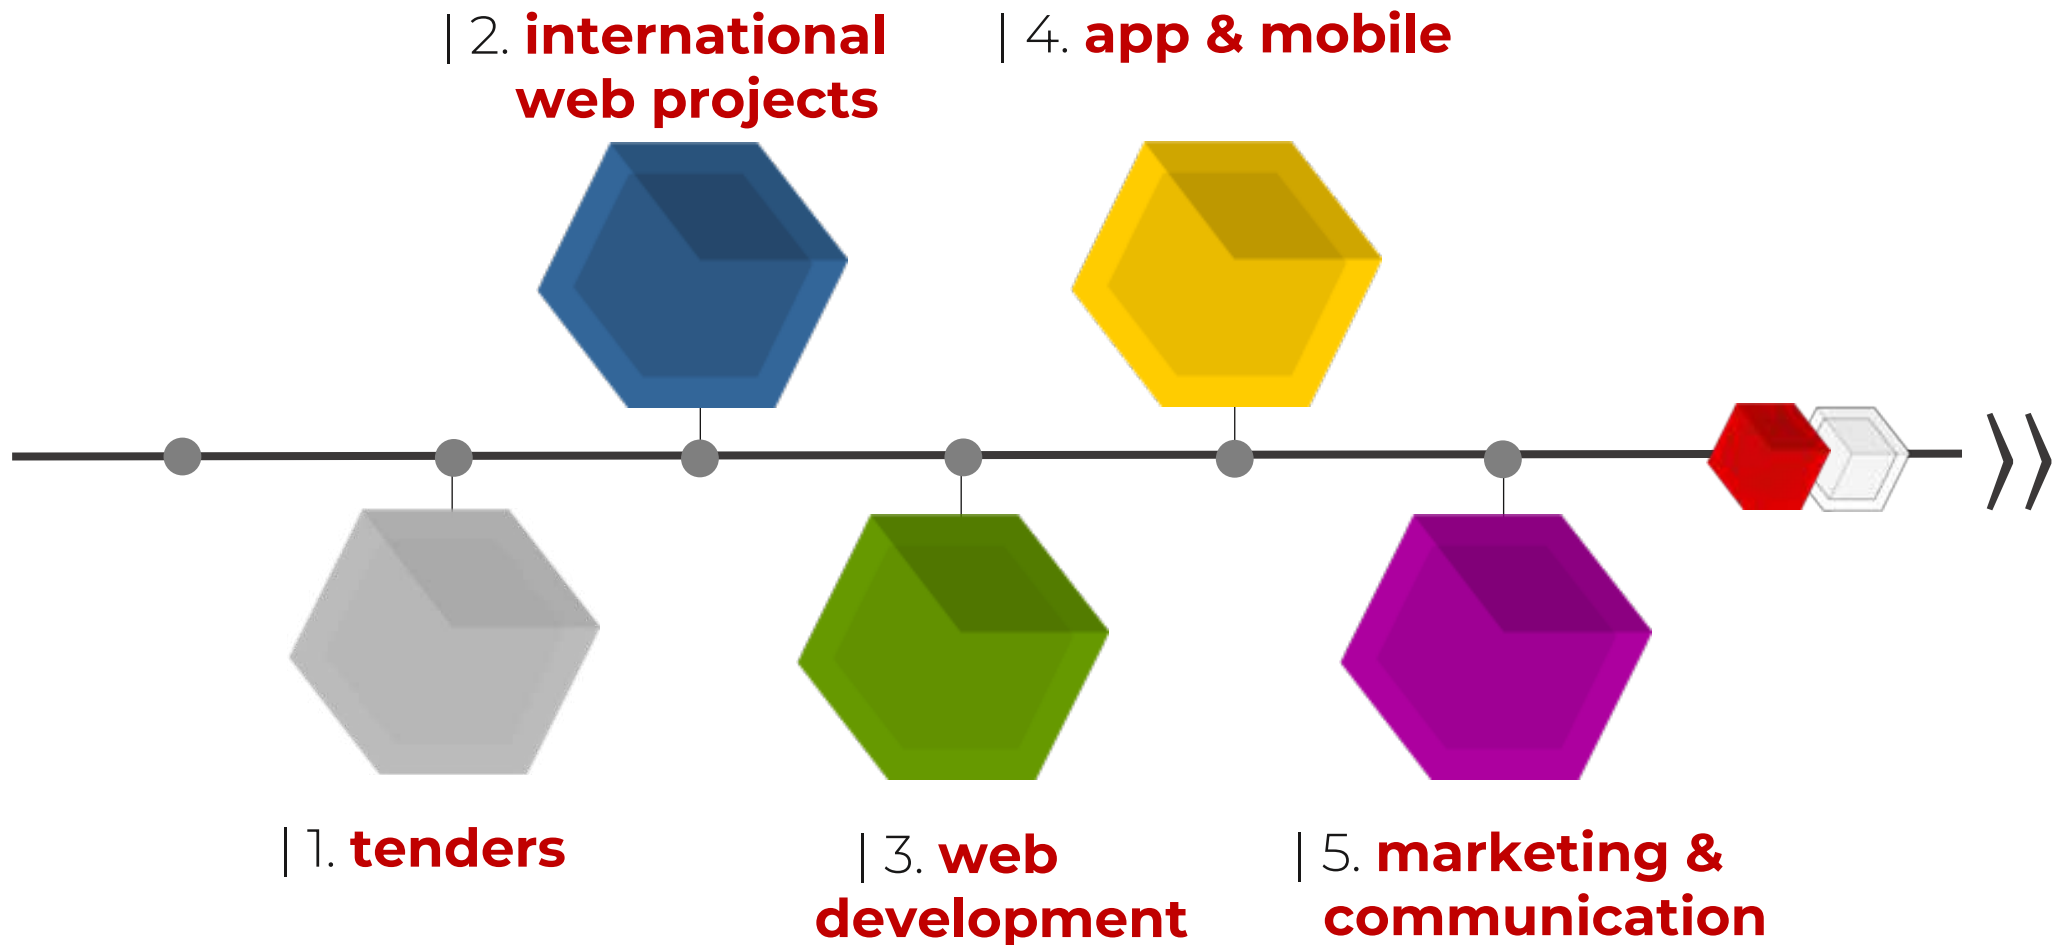 | 2. international
web projects
| 4. app & mobile
| 1. tenders
| 3. web
development
| 5. marketing &
communication